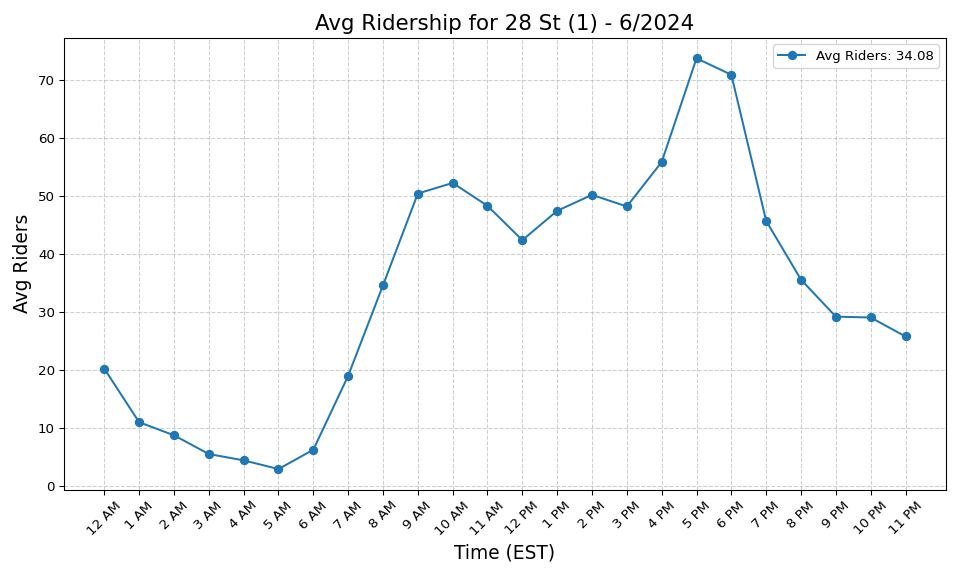 Avg Ridership for 28 St (1) - 6/2024
Avg Riders: 34.08
Avg Riders
70
60
50
40
30
20
10
0
12 AM
1 AM
2 AM
3 AM
4 AM
5 AM
6 AM
7 AM
8 AM
9 AM
10 AM
11 AM
12 PM
1 PM
2 PM
3 PM
4 PM
5 PM
6 PM
7 PM
8 PM
9 PM
10 PM
11 PM
Time (EST)